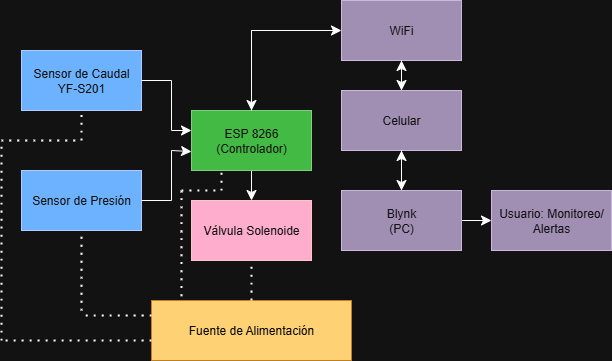 WiFi
Sensor de Caudal
YF-S201
Celular
ESP 8266
(Controlador)
Sensor de Presión
Válvula Solenoide
Blynk
(PC)
Usuario: Monitoreo/
Alertas
Fuente de Alimentación